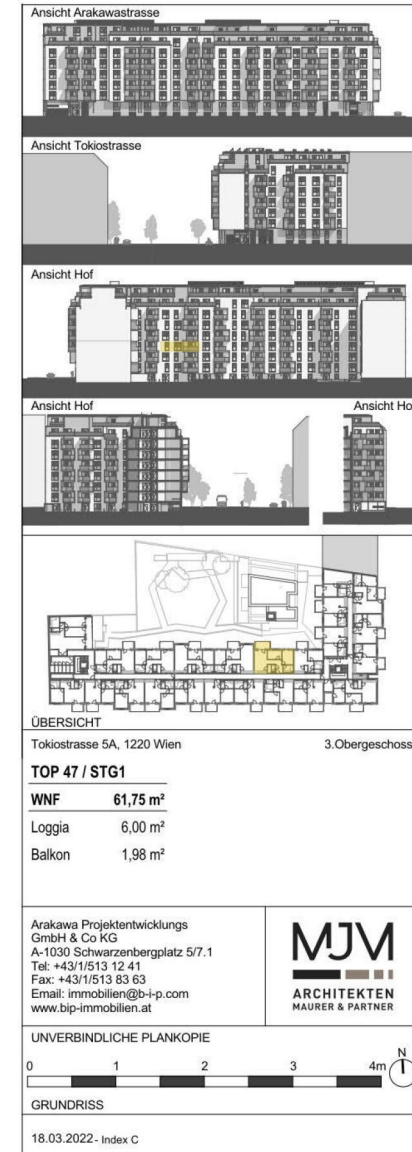 Ansicht Arakawastrasse
Ansicht Tokiostrasse
Ansicht Hof
Ansicht Hof
Ansicht Ho
ÜBERSICHT
Tokiostrasse 5A, 1220 Wien 3.Obergeschoss
TOP 47 / STG1
WNF 61,75 m²
Loggia 6,00 m²
Balkon 1,98 m²
Arakawa Projektentwicklungs
GmbH & Co KG
A-1030 Schwarzenbergplatz 5/7.1
Tel: +43/1/513 12 41
Fax: +43/1/513 83 63
Email: immobilien@b-i-p.com
www.bip-immobilien.at
MJM
ARCHITEKTEN
MAURER & PARTNER
UNVERBINDLICHE PLANKOPIE
0 1 2 3 4m
N
GRUNDRISS
18.03.2022- Index C